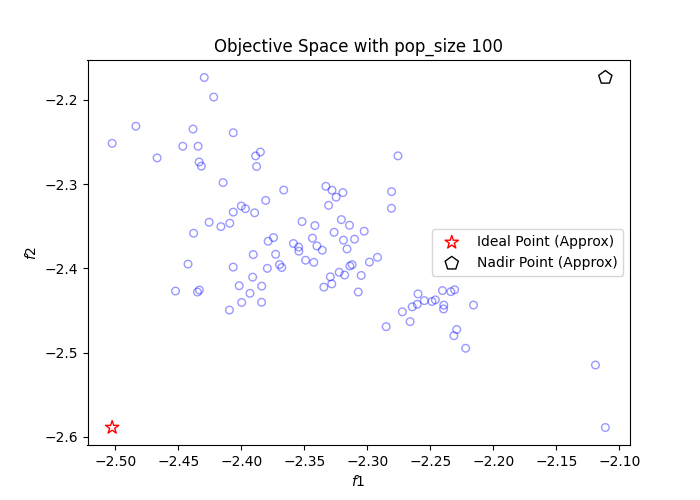 Objective Space with pop_size 100
−2.2
−2.3
−2.4
−2.5
−2.6
f2
Ideal Point (Approx)
Nadir Point (Approx)
−2.50
−2.45
−2.40
−2.35
−2.30
−2.25
−2.20
−2.15
−2.10
f1